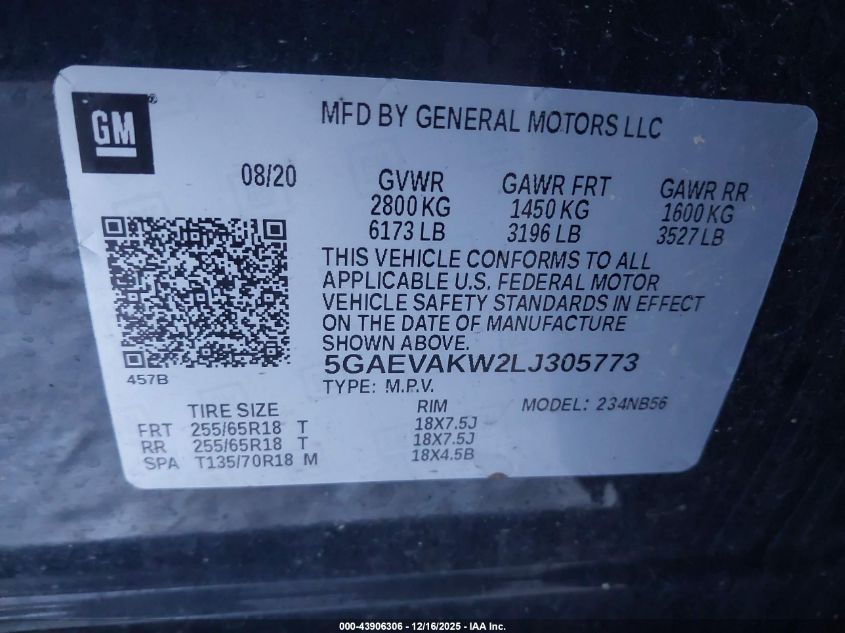 GM®
MFD BY GENERAL MOTORS LLC
08/20
GVWR
2800 KG
6173 LB
GAWR FRT
1450 KG
3196 LB
GAWR RR
1600 KG
3527 LB
THIS VEHICLE CONFORMS TO ALL
APPLICABLE U.S. FEDERAL MOTOR
VEHICLE SAFETY STANDARDS IN EFFECT
ON THE DATE OF MANUFACTURE
SHOWN ABOVE.
457B
5GAEVAKW2LJ305773
TYPE: M.P.V.
MODEL: 234NB56
TIRE SIZE RIM
FRT 255/65R18 T 18X7.5J
RR 255/65R18 T 18X7.5J
SPA T135/70R18 M 18X4.5B
000-43906306 - 12/16/2025 - IAA Inc.